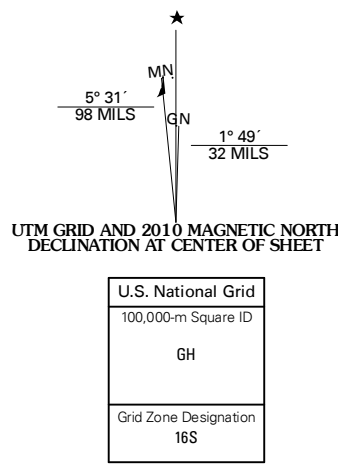 MN
5° 31´
98 MILS
GN
1° 49´
32 MILS
UTM GRID AND 2010 MAGNETIC NORTH
DECLINATION AT CENTER OF SHEET
U.S. National Grid
100,000-m Square ID
GH
Grid Zone Designation
16S